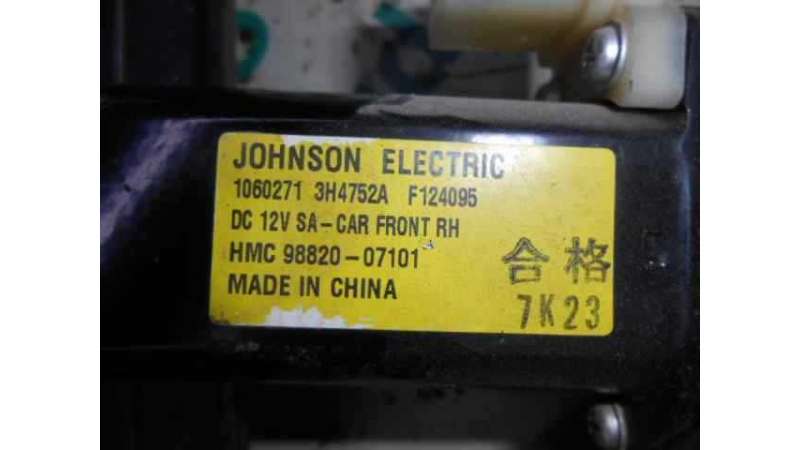 JOHNSON ELECTRIC
1060271 3H4752A F124095
DC 12V SA-CAR FRONT RH
HMC 98820-07101
合格
MADE IN CHINA
7K23